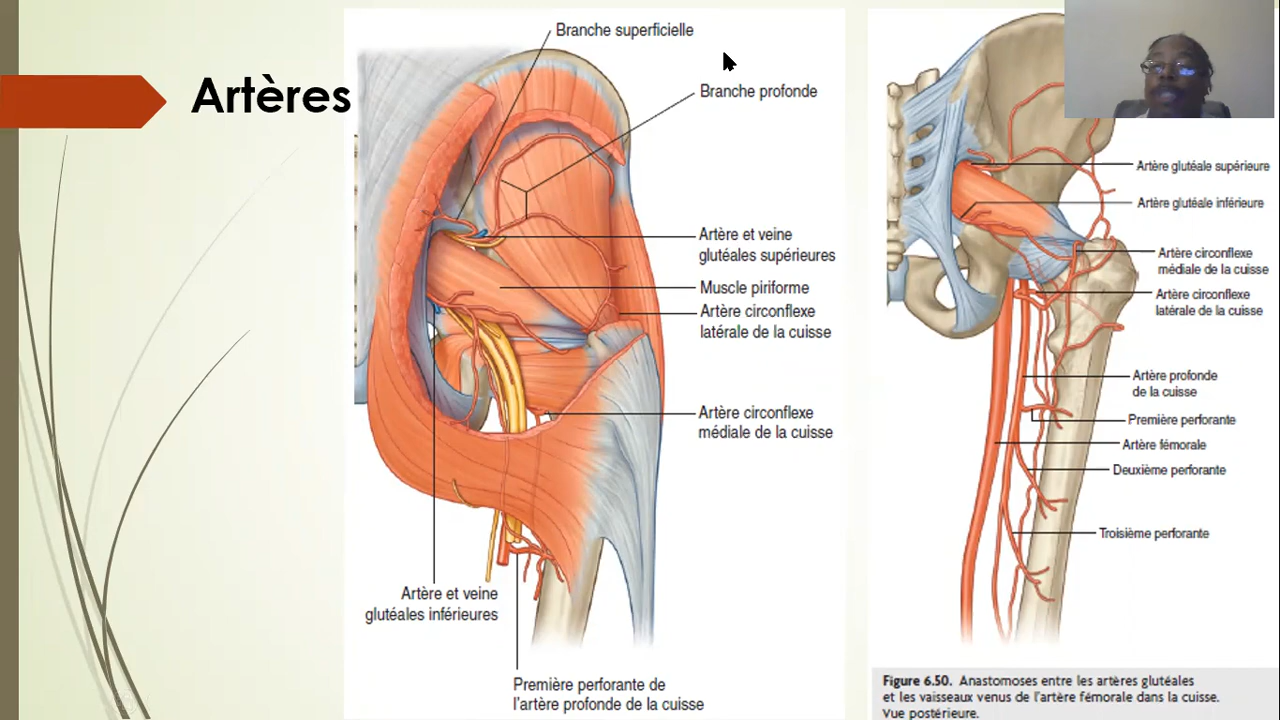 Artères
Branche superficielle
Branche profonde
Artère et veine
glutéales supérieures
Muscle piriforme
Artère circonflexe
latérale de la cuisse
Artère circonflexe
médiale de la cuisse
Artère et veine
glutéales inférieures
Première perforante de
l'artère profonde de la cuisse
Artère glutéale supérieure
Artère glutéale inférieure
Artère circonflexe
médiale de la cuisse
Artère circonflexe
latérale de la cuisse
Artère profonde
de la cuisse
Première perforante
Artère fémorale
Deuxième perforante
Troisième perforante
Figure 6.50. Anastomoses entre les artères glutéales
et les vaisseaux venus de l'artère fémorale dans la cuisse.
Vue postérieure.